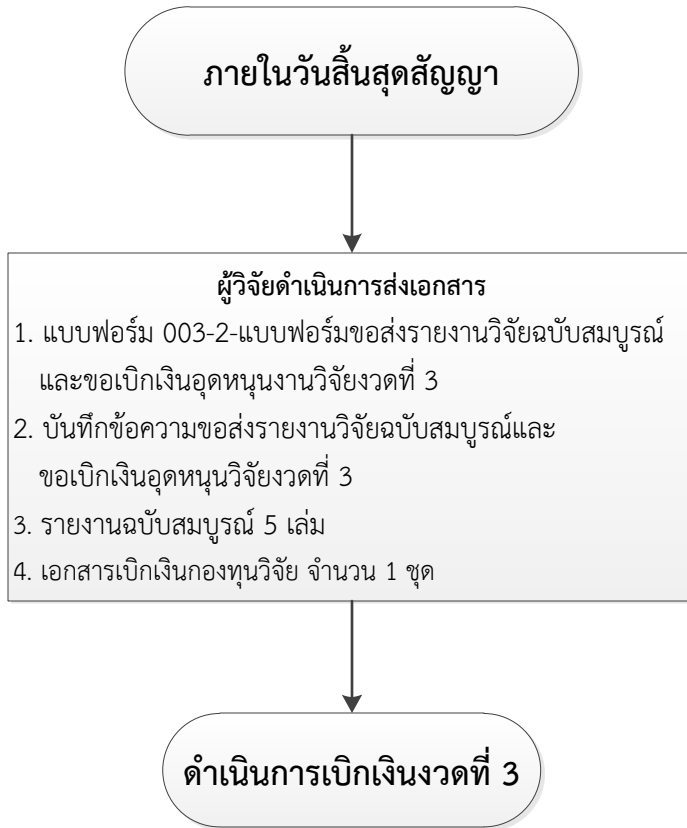 ภายในวันสิ้นสุดสัญญา
ผู้วิจัยดำเนินการส่งเอกสาร
1. แบบฟอร์ม 003-2-แบบฟอร์มขอส่งรายงานวิจัยฉบับสมบูรณ์
และขอเบิกเงินอุดหนุนงานวิจัยงวดที่ 3
2. บันทึกข้อความขอส่งรายงานวิจัยฉบับสมบูรณ์และ
ขอเบิกเงินอุดหนุนวิจัยงวดที่ 3
3. รายงานฉบับสมบูรณ์ 5 เล่ม
4. เอกสารเบิกเงินกองทุนวิจัย จำนวน 1 ชุด
ดำเนินการเบิกเงินงวดที่ 3